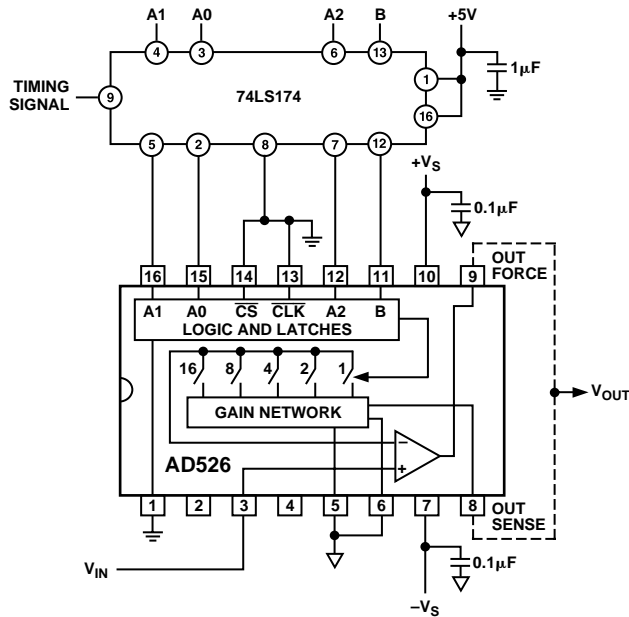 A1 A0 A2 B
+5V
4 3 6 13
1µF
TIMING
SIGNAL
9
74LS174
1
16
5 2 8 7 12
+VS
0.1µF
16 15 14 13 12 11 10 9
OUT
FORCE
A1 A0 CS CLK A2 B
LOGIC AND LATCHES
16 8 4 2 1
VOUT
GAIN NETWORK
–
+
AD526
1 2 3 4 5 6 7 8
OUT
SENSE
VIN
0.1µF
–VS